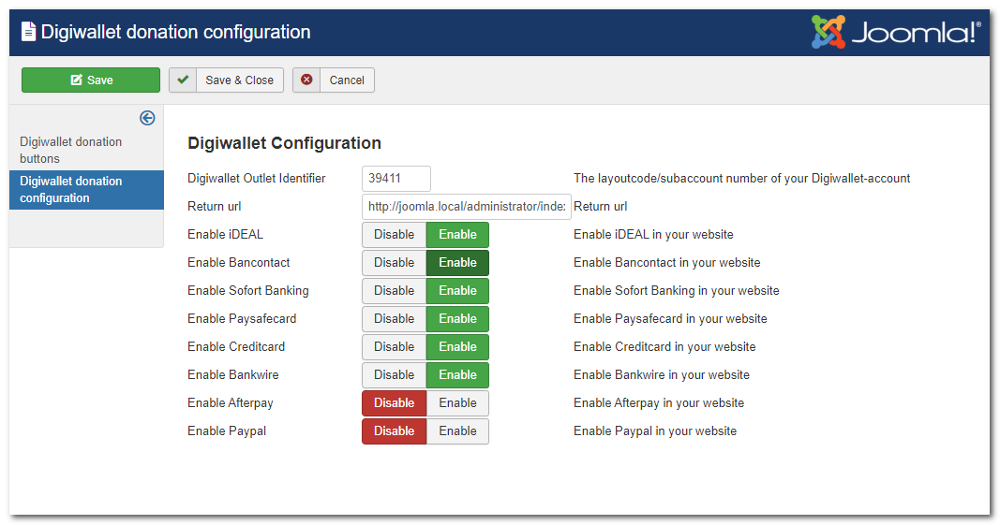 Digiwallet donation configuration
Joomla!®
Save
Save & Close
Cancel
Digiwallet donation
buttons
Digiwallet donation
configuration
Digiwallet Configuration
Digiwallet Outlet Identifier 39411 The layoutcode/subaccount number of your Digiwallet-account
Return url http://joomla.local/administrator/index Return url
Enable iDEAL Disable Enable Enable iDEAL in your website
Enable Bancontact Disable Enable Enable Bancontact in your website
Enable Sofort Banking Disable Enable Enable Sofort Banking in your website
Enable Paysafecard Disable Enable Enable Paysafecard in your website
Enable Creditcard Disable Enable Enable Creditcard in your website
Enable Bankwire Disable Enable Enable Bankwire in your website
Enable Afterpay Disable Enable Enable Afterpay in your website
Enable Paypal Disable Enable Enable Paypal in your website